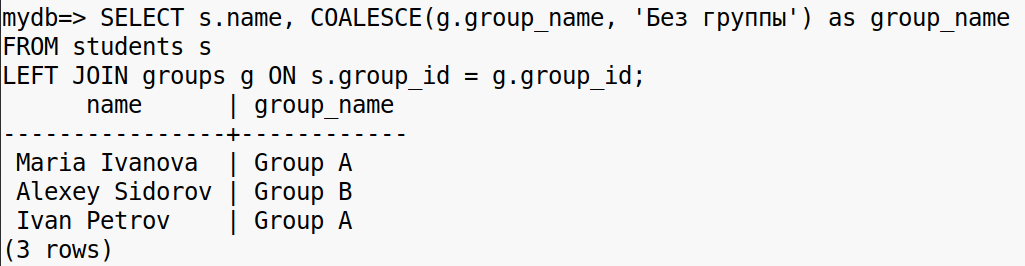 mydb=> SELECT s.name, COALESCE(g.group_name, 'Без группы') as group_name
FROM students s
LEFT JOIN groups g ON s.group_id = g.group_id;
      name      | group_name
----------------+------------
 Maria Ivanova  | Group A
 Alexey Sidorov | Group B
 Ivan Petrov    | Group A
(3 rows)